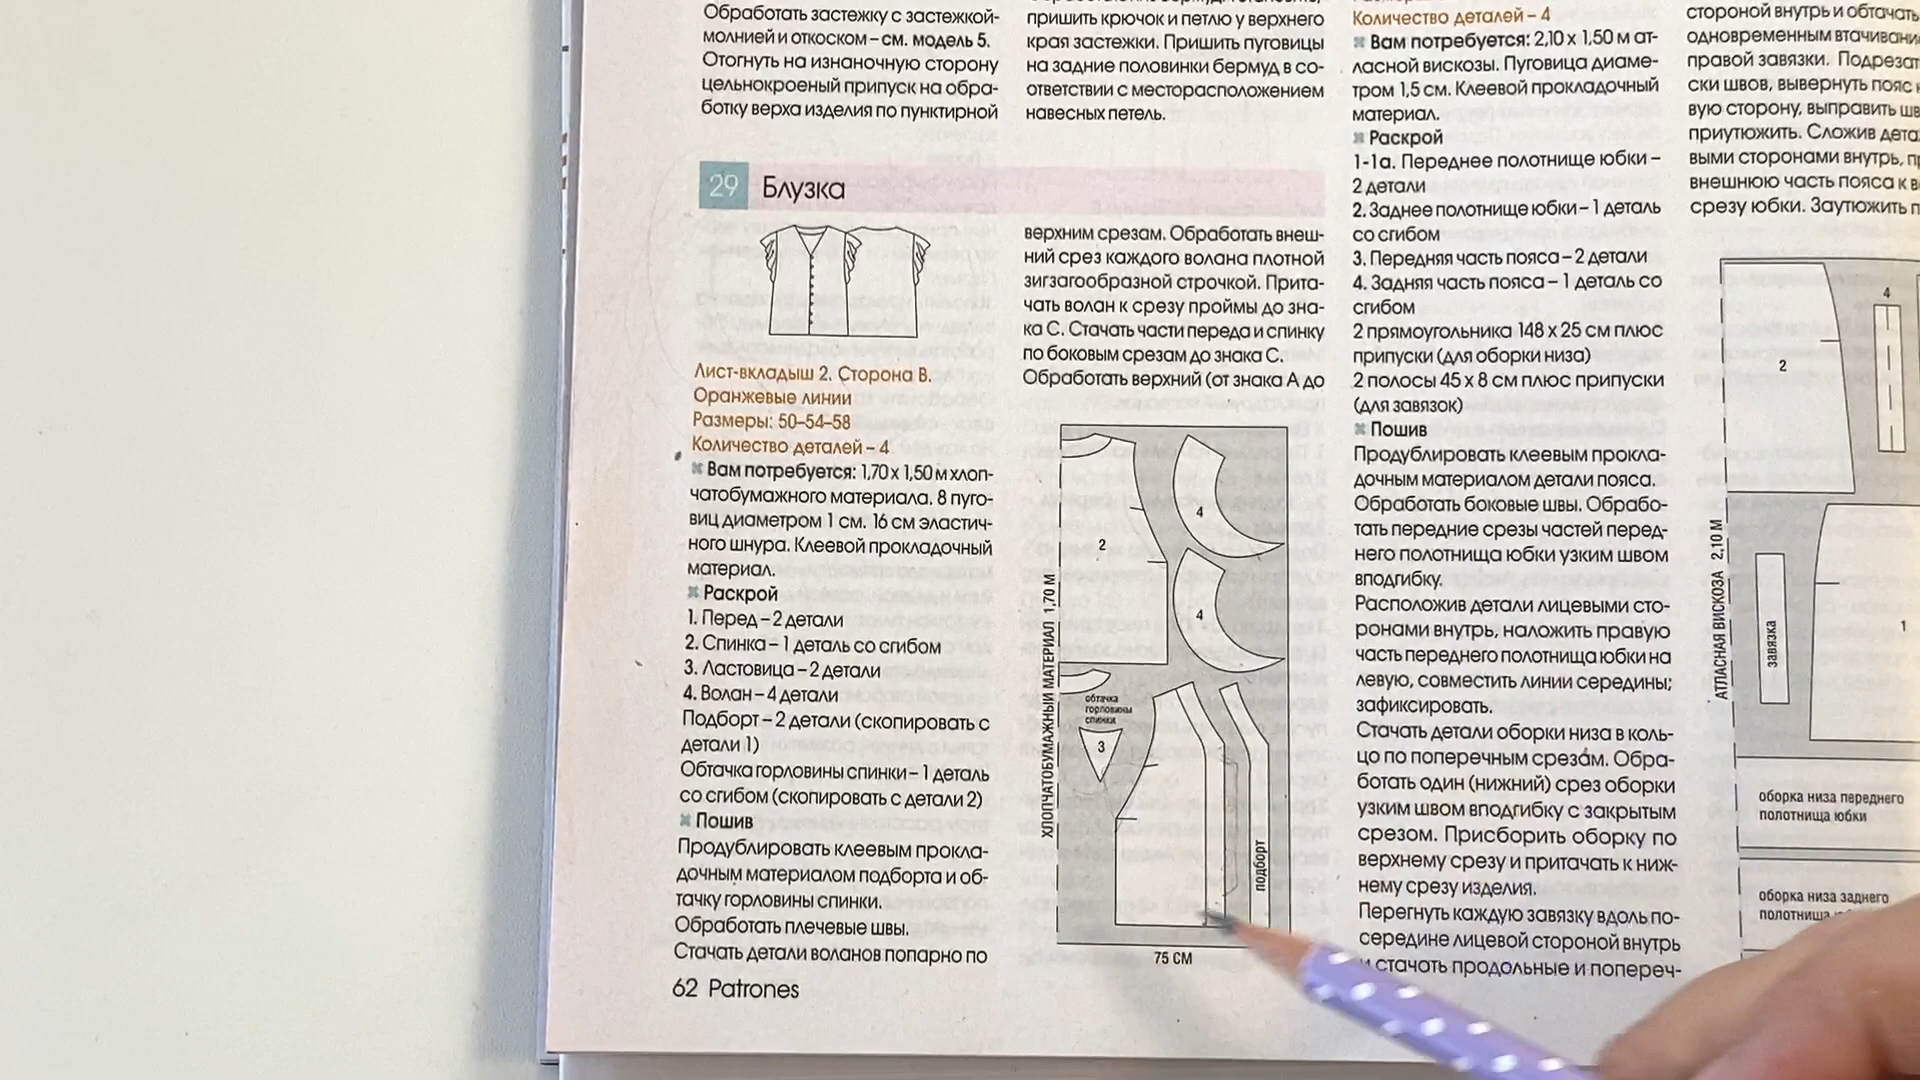 Обработать застежку с застежкой-
молнией и откоском – см. модель 5.
Отогнуть на изнаночную сторону
цельнокроеный припуск на обра-
ботку верха изделия по пунктирной
пришить крючок и петлю у верхнего
края застежки. Пришить пуговицы
на задние половинки бермуд в со-
ответствии с месторасположением
навесных петель.
29 Блузка
Лист-вкладыш 2. Сторона В.
Оранжевые линии
Размеры: 50–54–58
Количество деталей – 4
Вам потребуется: 1,70 х 1,50 м хлоп-
чатобумажного материала. 8 пуго-
виц диаметром 1 см. 16 см эластич-
ного шнура. Клеевой прокладочный
материал.
Раскрой
1. Перед – 2 детали
2. Спинка – 1 деталь со сгибом
3. Ластовица – 2 детали
4. Волан – 4 детали
Подборт – 2 детали (скопировать с
детали 1)
Обтачка горловины спинки – 1 деталь
со сгибом (скопировать с детали 2)
Пошив
Продублировать клеевым прокла-
дочным материалом подборта и об-
тачку горловины спинки.
Обработать плечевые швы.
Стачать детали воланов попарно по
верхним срезам. Обработать внеш-
ний срез каждого волана плотной
зигзагообразной строчкой. Прита-
чать волан к срезу проймы до зна-
ка С. Стачать части переда и спинку
по боковым срезам до знака С.
Обработать верхний (от знака А до
2
4
4
обтачка
горловины
спинки
3
подборт
ХЛОПЧАТОБУМАЖНЫЙ МАТЕРИАЛ 1,70 М
75 СМ
Количество деталей – 4
Вам потребуется: 2,10 х 1,50 м ат-
ласной вискозы. Пуговица диаме-
тром 1,5 см. Клеевой прокладочный
материал.
Раскрой
1-1а. Переднее полотнище юбки –
2 детали
2. Заднее полотнище юбки – 1 деталь
со сгибом
3. Передняя часть пояса – 2 детали
4. Задняя часть пояса – 1 деталь со
сгибом
2 прямоугольника 148 х 25 см плюс
припуски (для оборки низа)
2 полосы 45 х 8 см плюс припуски
(для завязок)
Пошив
Продублировать клеевым прокла-
дочным материалом детали пояса.
Обработать боковые швы. Обрабо-
тать передние срезы частей перед-
него полотнища юбки узким швом
вподгибку.
Расположив детали лицевыми сто-
ронами внутрь, наложить правую
часть переднего полотнища юбки на
левую, совместить линии середины;
зафиксировать.
Стачать детали оборки низа в коль-
цо по поперечным срезам. Обра-
ботать один (нижний) срез оборки
узким швом вподгибку с закрытым
срезом. Присборить оборку по
верхнему срезу и притачать к ниж-
нему срезу изделия.
Перегнуть каждую завязку вдоль по-
середине лицевой стороной внутрь
и стачать продольные и попереч-
стороной внутрь и обтачать
одновременным втачивани
правой завязки. Подрезат
ски швов, вывернуть пояс
вую сторону, выправить шв
приутюжить. Сложив дета
выми сторонами внутрь, п
внешнюю часть пояса к в
срезу юбки. Заутюжить п
2
4
1
завязка
АТЛАСНАЯ ВИСКОЗА 2,10 М
оборка низа переднего
полотнища юбки
оборка низа заднего
полотнища
62 Patrones